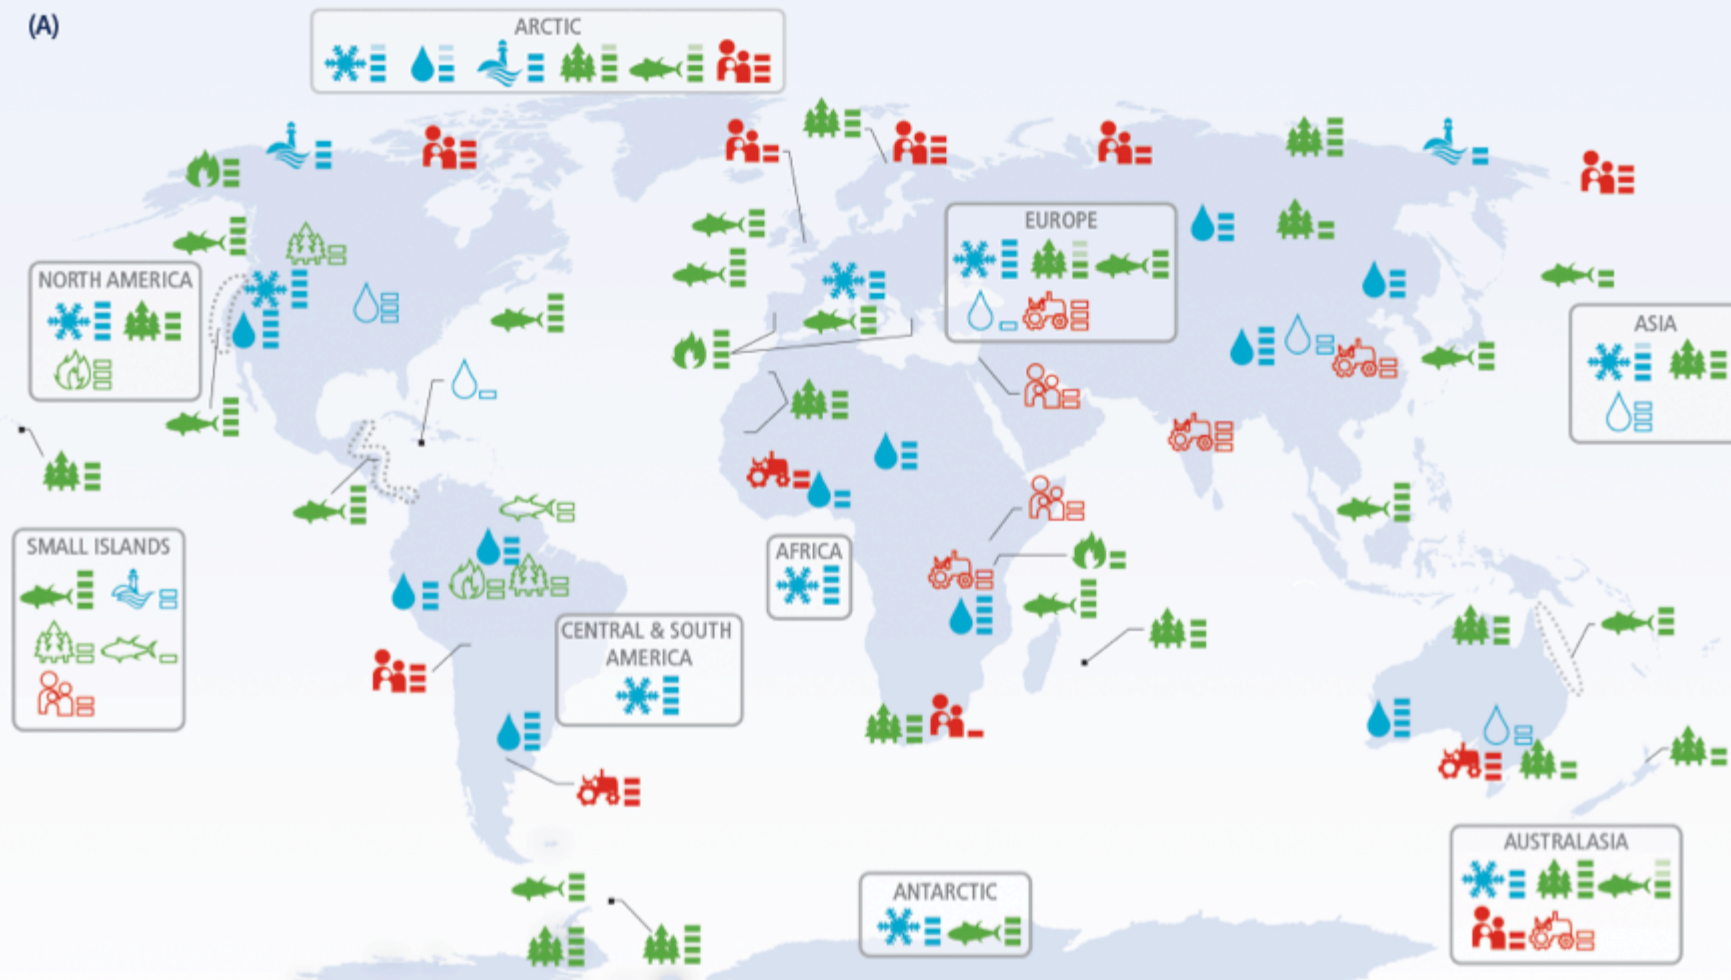 (A)
ARCTIC
EUROPE
NORTH AMERICA
ASIA
SMALL ISLANDS
AFRICA
CENTRAL & SOUTH
AMERICA
AUSTRALASIA
ANTARCTIC